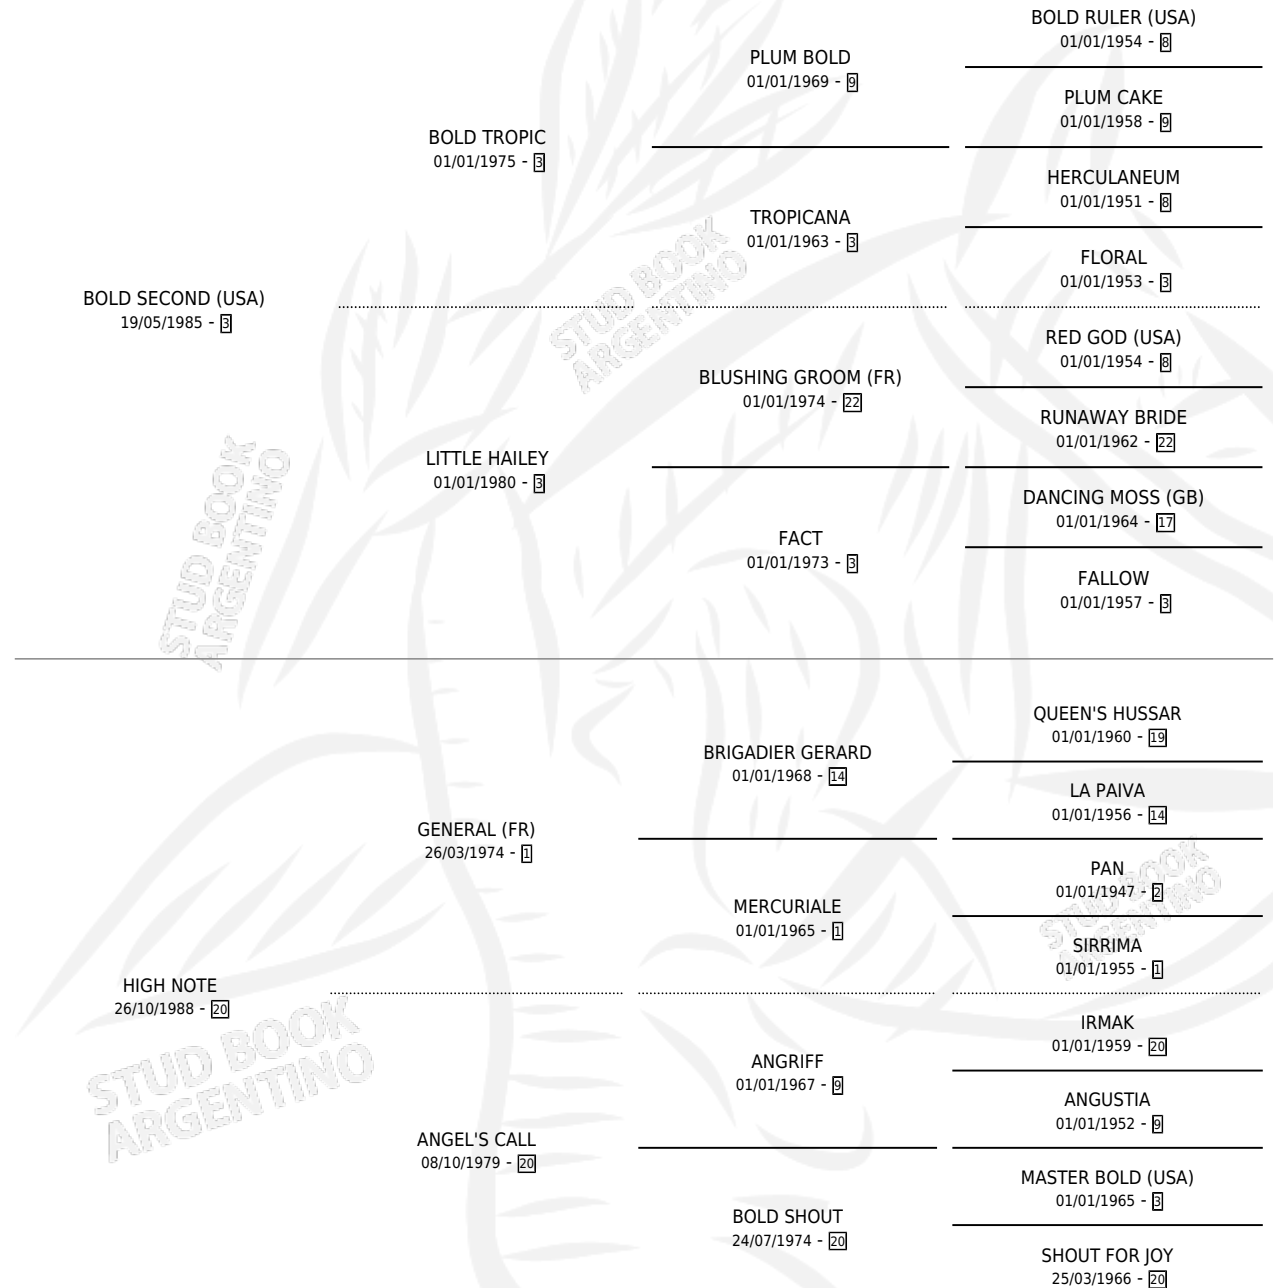 BOLD RULER (USA)
01/01/1954 - 8
PLUM BOLD
01/01/1969 - 9
PLUM CAKE
01/01/1958 - 9
BOLD TROPIC
01/01/1975 - 3
HERCULANEUM
01/01/1951 - 8
TROPICANA
01/01/1963 - 3
FLORAL
01/01/1953 - 3
BOLD SECOND (USA)
19/05/1985 - 3
RED GOD (USA)
01/01/1954 - 8
BLUSHING GROOM (FR)
01/01/1974 - 22
RUNAWAY BRIDE
01/01/1962 - 22
LITTLE HAILEY
01/01/1980 - 3
DANCING MOSS (GB)
01/01/1964 - 17
FACT
01/01/1973 - 3
FALLOW
01/01/1957 - 3
QUEEN'S HUSSAR
01/01/1960 - 19
BRIGADIER GERARD
01/01/1968 - 14
LA PAIVA
01/01/1956 - 14
GENERAL (FR)
26/03/1974 - 1
PAN
01/01/1947 - 2
MERCURIALE
01/01/1965 - 1
SIRRIMA
01/01/1955 - 1
HIGH NOTE
26/10/1988 - 20
IRMAK
01/01/1959 - 20
ANGRIFF
01/01/1967 - 9
ANGUSTIA
01/01/1952 - 9
ANGEL'S CALL
08/10/1979 - 20
MASTER BOLD (USA)
01/01/1965 - 3
BOLD SHOUT
24/07/1974 - 20
SHOUT FOR JOY
25/03/1966 - 20
STUD BOOK
ARGENTINO
STUD BOOK
ARGENTINO
STUD BOOK
ARGENTINO
STUD BOOK
ARGENTINO